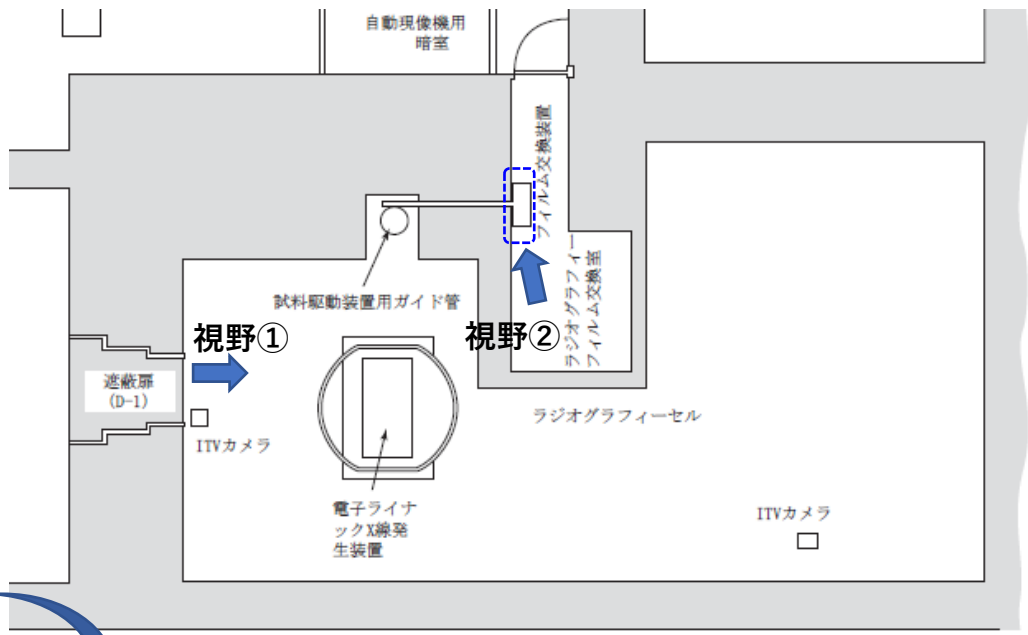 自動現像機用
暗室
フィルム交換装置
試料駆動装置用ガイド管
視野①
視野②
ラジオグラフィー
フィルム交換室
遮蔽扉
(D-1)
ITVカメラ
ラジオグラフィーセル
電子ライナ
ックX線発
生装置
ITVカメラ